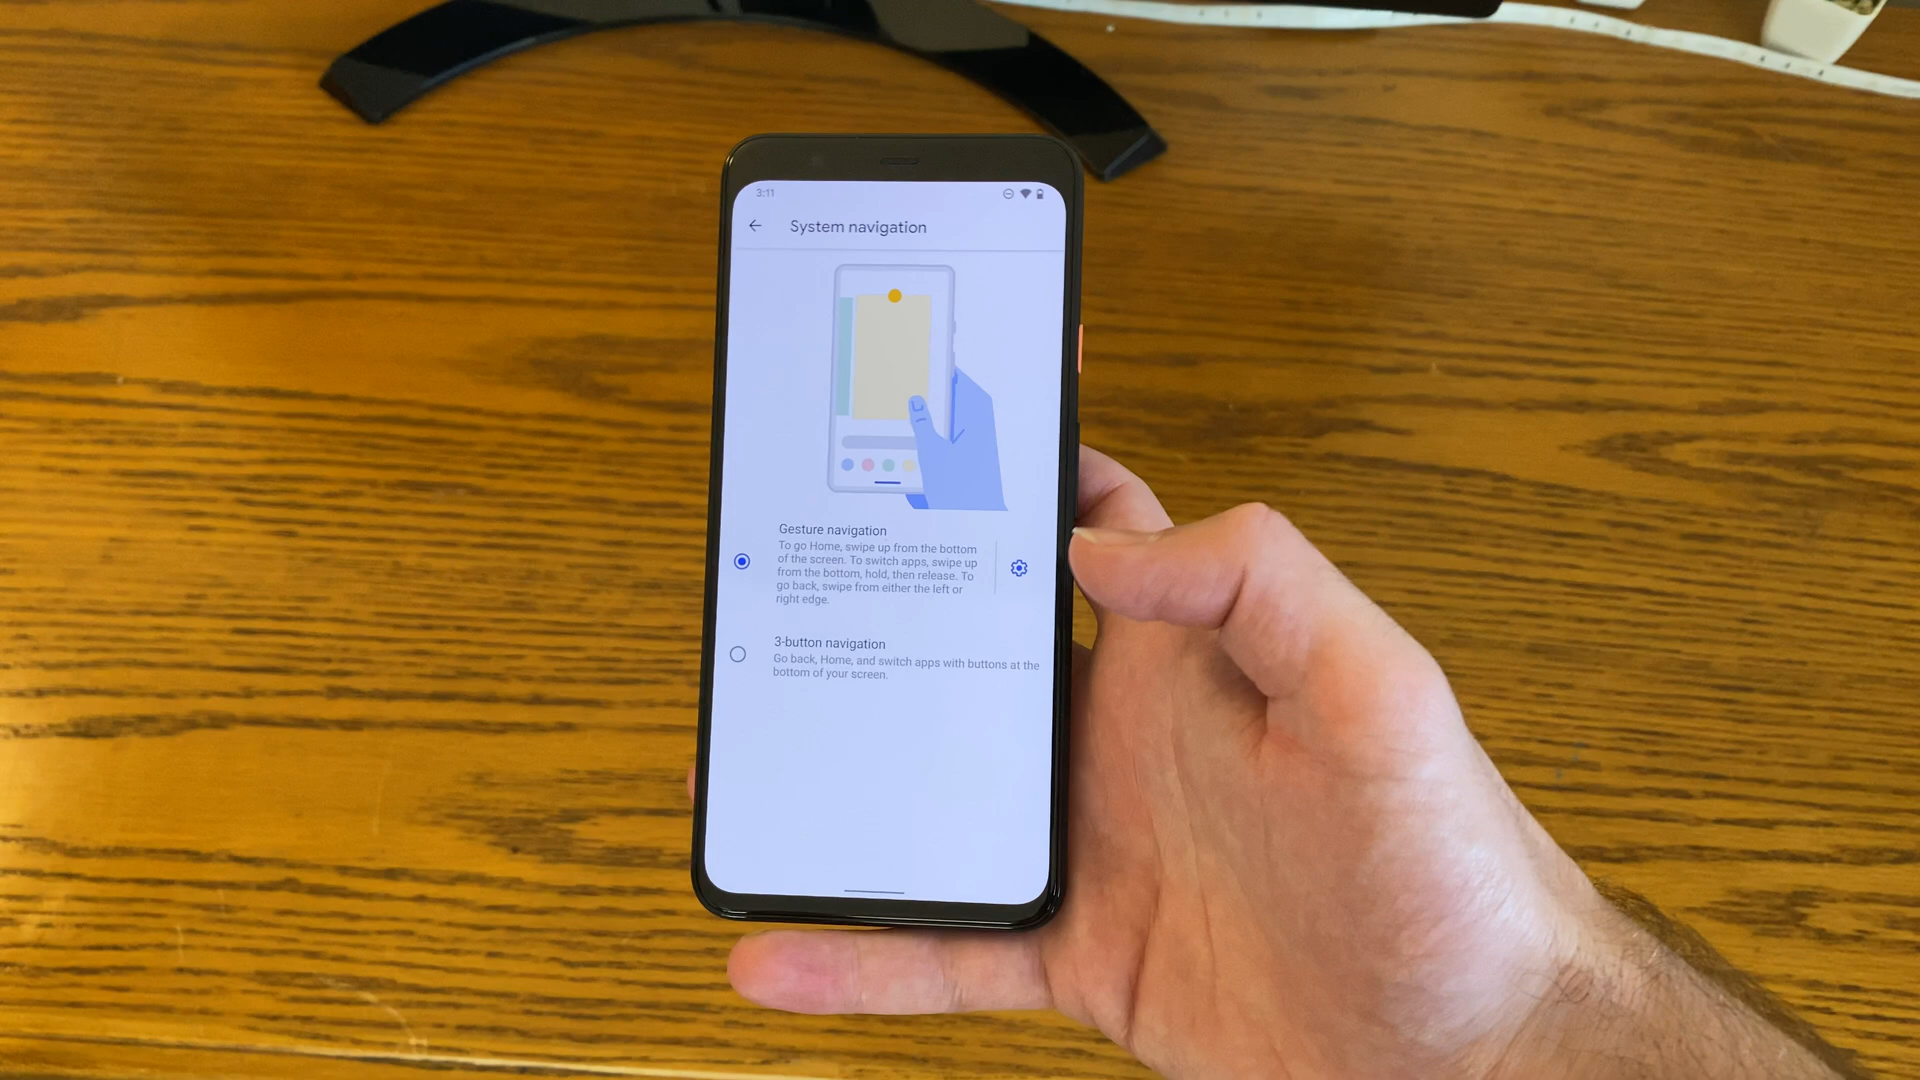 3:11
System navigation
Gesture navigation
To go Home, swipe up from the bottom
of the screen. To switch apps, swipe up
from the bottom, hold, then release. To
go back, swipe from either the left or
right edge.
3-button navigation
Go back, Home, and switch apps with buttons at the
bottom of your screen.